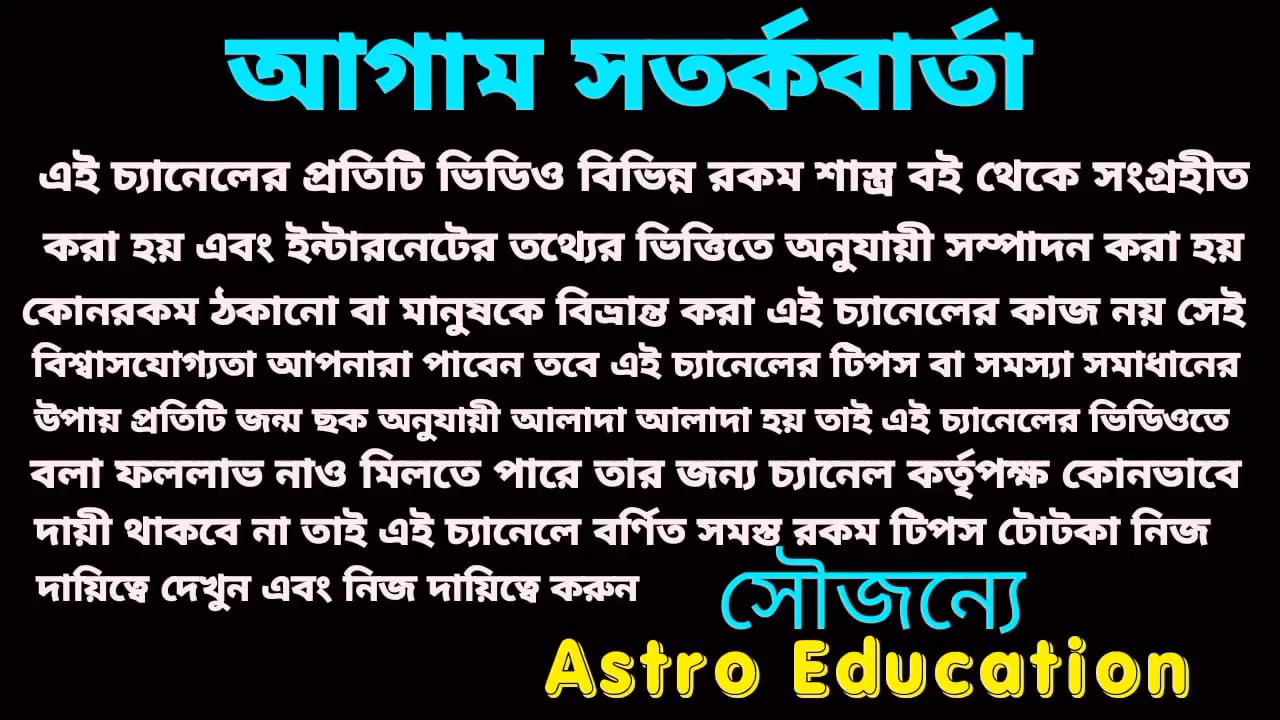 আগাম সতর্কবার্তা
এই চ্যানেলের প্রতিটি ভিডিও বিভিন্ন রকম শাস্ত্র বই থেকে সংগ্রহীত
করা হয় এবং ইন্টারনেটের তথ্যের ভিত্তিতে অনুযায়ী সম্পাদন করা হয়
কোনরকম ঠকানো বা মানুষকে বিভ্রান্ত করা এই চ্যানেলের কাজ নয় সেই
বিশ্বাসযোগ্যতা আপনারা পাবেন তবে এই চ্যানেলের টিপস বা সমস্যা সমাধানের
উপায় প্রতিটি জন্ম ছক অনুযায়ী আলাদা আলাদা হয় তাই এই চ্যানেলের ভিডিওতে
বলা ফললাভ নাও মিলতে পারে তার জন্য চ্যানেল কর্তৃপক্ষ কোনভাবে
দায়ী থাকবে না তাই এই চ্যানেলে বর্ণিত সমস্ত রকম টিপস টোটকা নিজ
দায়িত্বে দেখুন এবং নিজ দায়িত্বে করুন
সৌজন্যে
Astro Education